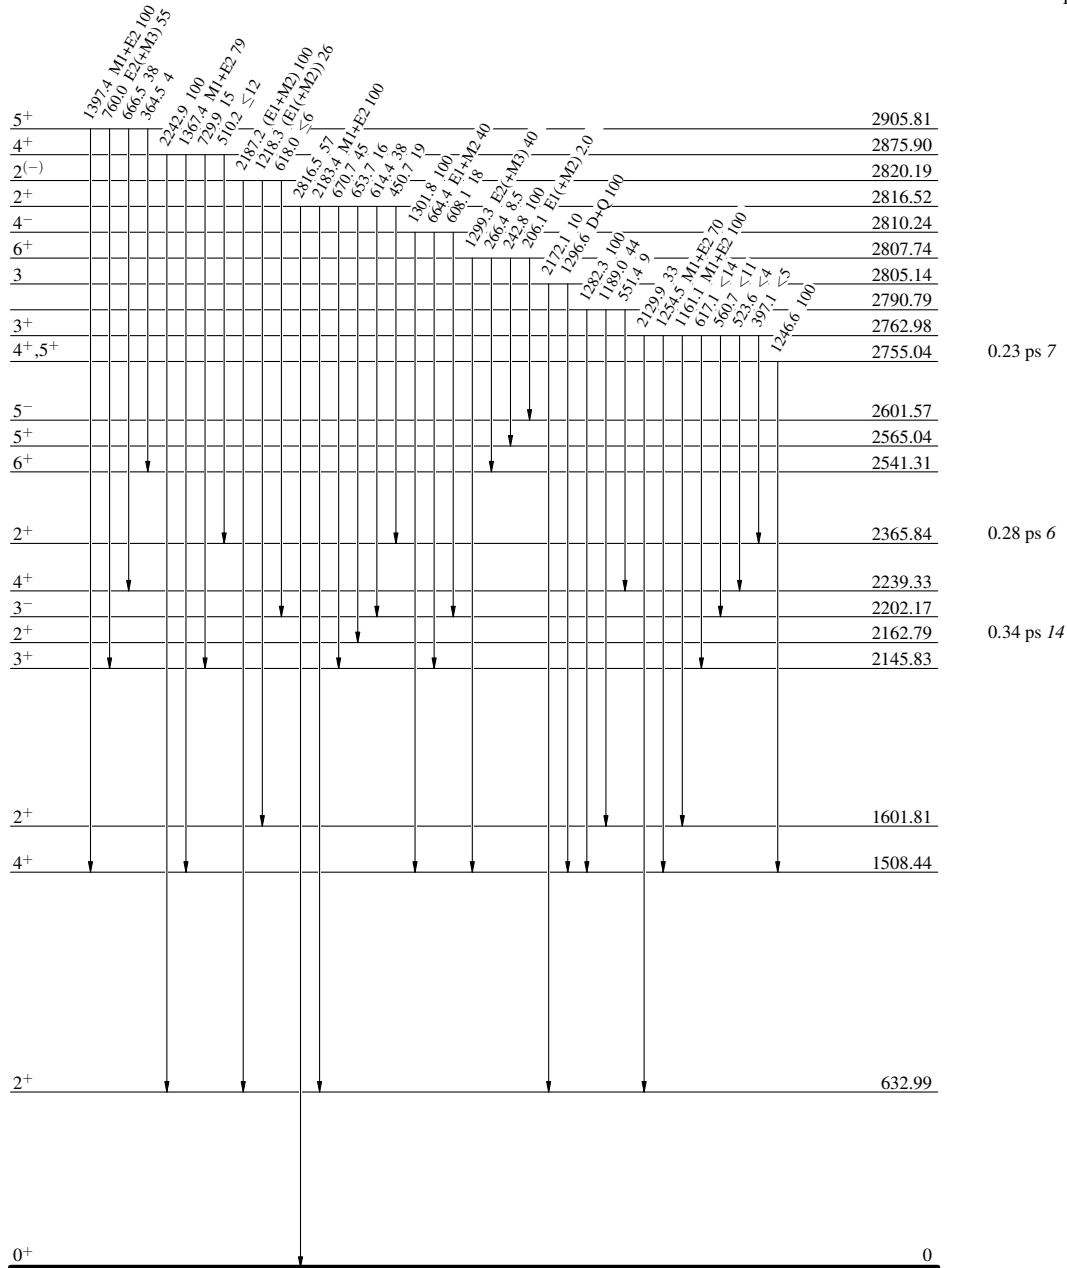 1397.4 M1+E2 100
760.0 E2(+M3) 55
666.5 38
364.5 4
2242.9 100
1367.4 M1+E2 79
729.9 15
510.2 ≤12
2187.2 (E1+M2) 100
1218.3 (E1(+M2)) 26
618.0 ≤6
2816.5 57
2183.4 M1+E2 100
670.7 45
653.7 16
614.4 38
450.7 19
1301.8 100
664.4 E1+M2 40
608.1 18
1299.3 E2(+M3) 40
266.4 8.5
242.8 100
206.1 E1(+M2) 2.0
2172.1 10
1296.6 D+Q 100
1282.3 100
1189.0 44
551.4 9
2129.9 33
1254.5 M1+E2 70
1161.1 M1+E2 100
617.1 ≤14
560.7 ≤11
523.6 ≤4
397.1 ≤5
1246.6 100
5+ 2905.81
4+ 2875.90
2(−) 2820.19
2+ 2816.52
4− 2810.24
6+ 2807.74
3 2805.14
2790.79
3+ 2762.98
4+,5+ 2755.04 0.23 ps 7
5− 2601.57
5+ 2565.04
6+ 2541.31
2+ 2365.84 0.28 ps 6
4+ 2239.33
3− 2202.17
2+ 2162.79 0.34 ps 14
3+ 2145.83
2+ 1601.81
4+ 1508.44
2+ 632.99
0+ 0